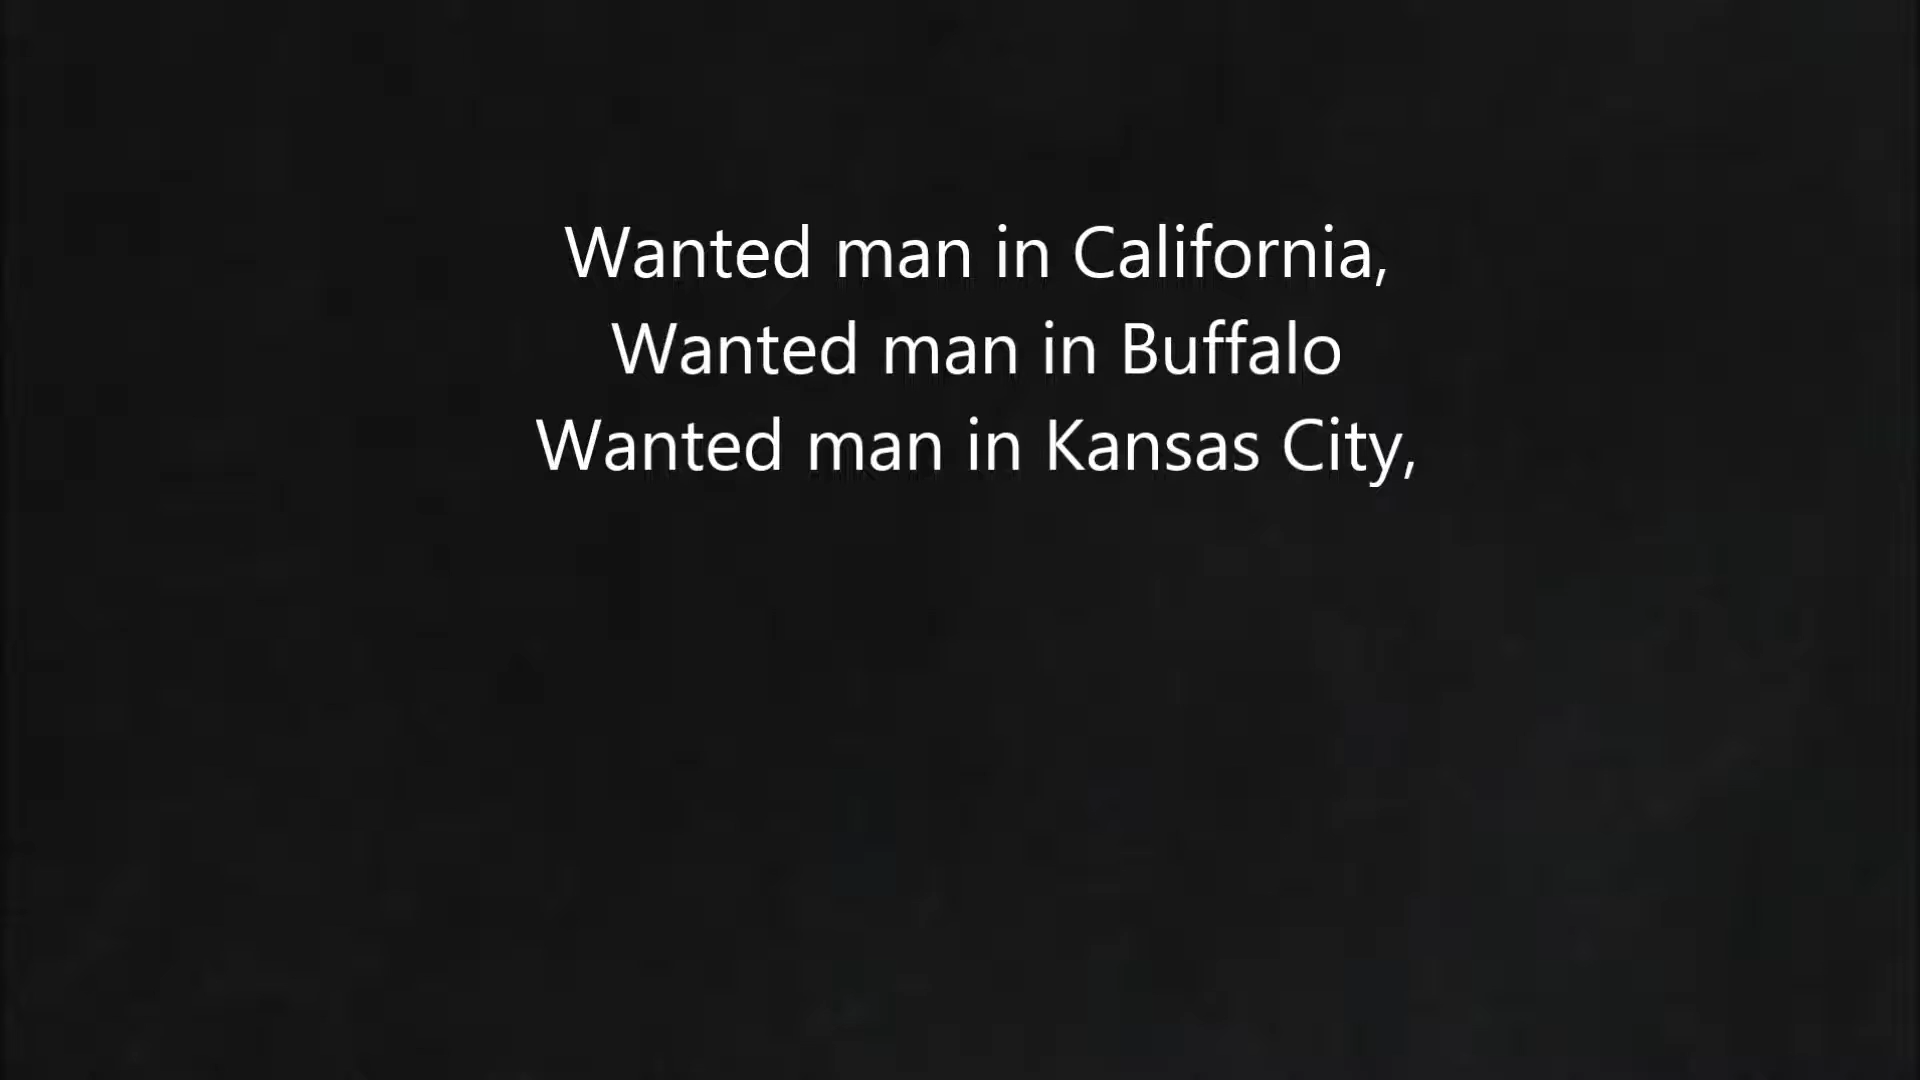 Wanted man in California,
Wanted man in Buffalo
Wanted man in Kansas City,